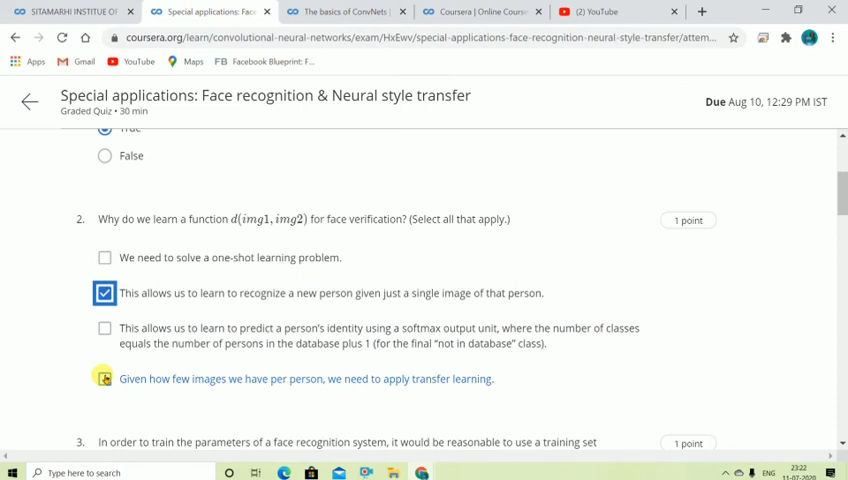 SITAMARHI INSTITUTE OF
Special applications: Fac
The basics of ConvNets |
Coursera | Online Course
(2) YouTube
coursera.org/learn/convolutional-neural-networks/exam/HxEwv/special-applications-face-recognition-neural-style-transfer/attem...
Apps
Gmail
YouTube
Maps
FB Facebook Blueprint: F...
Special applications: Face recognition & Neural style transfer
Graded Quiz • 30 min
Due Aug 10, 12:29 PM IST
True
False
2. Why do we learn a function d(img1, img2) for face verification? (Select all that apply.)
1 point
We need to solve a one-shot learning problem.
This allows us to learn to recognize a new person given just a single image of that person.
This allows us to learn to predict a person's identity using a softmax output unit, where the number of classes
equals the number of persons in the database plus 1 (for the final "not in database" class).
Given how few images we have per person, we need to apply transfer learning.
3. In order to train the parameters of a face recognition system, it would be reasonable to use a training set
1 point
Type here to search
ENG
23:22
11-07-2020